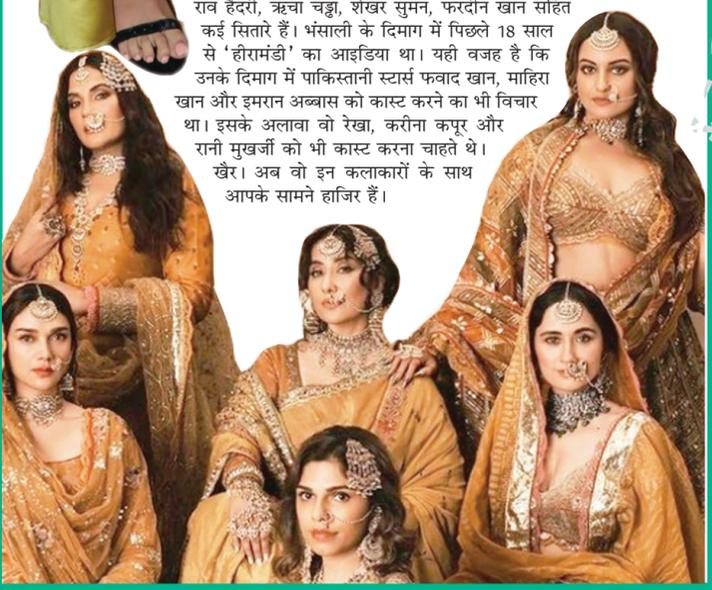 राव हैदरी, ऋचा चड्ढा, शेखर सुमन, फरदीन खान सहित
कई सितारे हैं। भंसाली के दिमाग में पिछले 18 साल
से ‘हीरामंडी’ का आइडिया था। यही वजह है कि
उनके दिमाग में पाकिस्तानी स्टार्स फवाद खान, माहिरा
खान और इमरान अब्बास को कास्ट करने का भी विचार
था। इसके अलावा वो रेखा, करीना कपूर और
रानी मुखर्जी को भी कास्ट करना चाहते थे।
खैर। अब वो इन कलाकारों के साथ
आपके सामने हाजिर हैं।